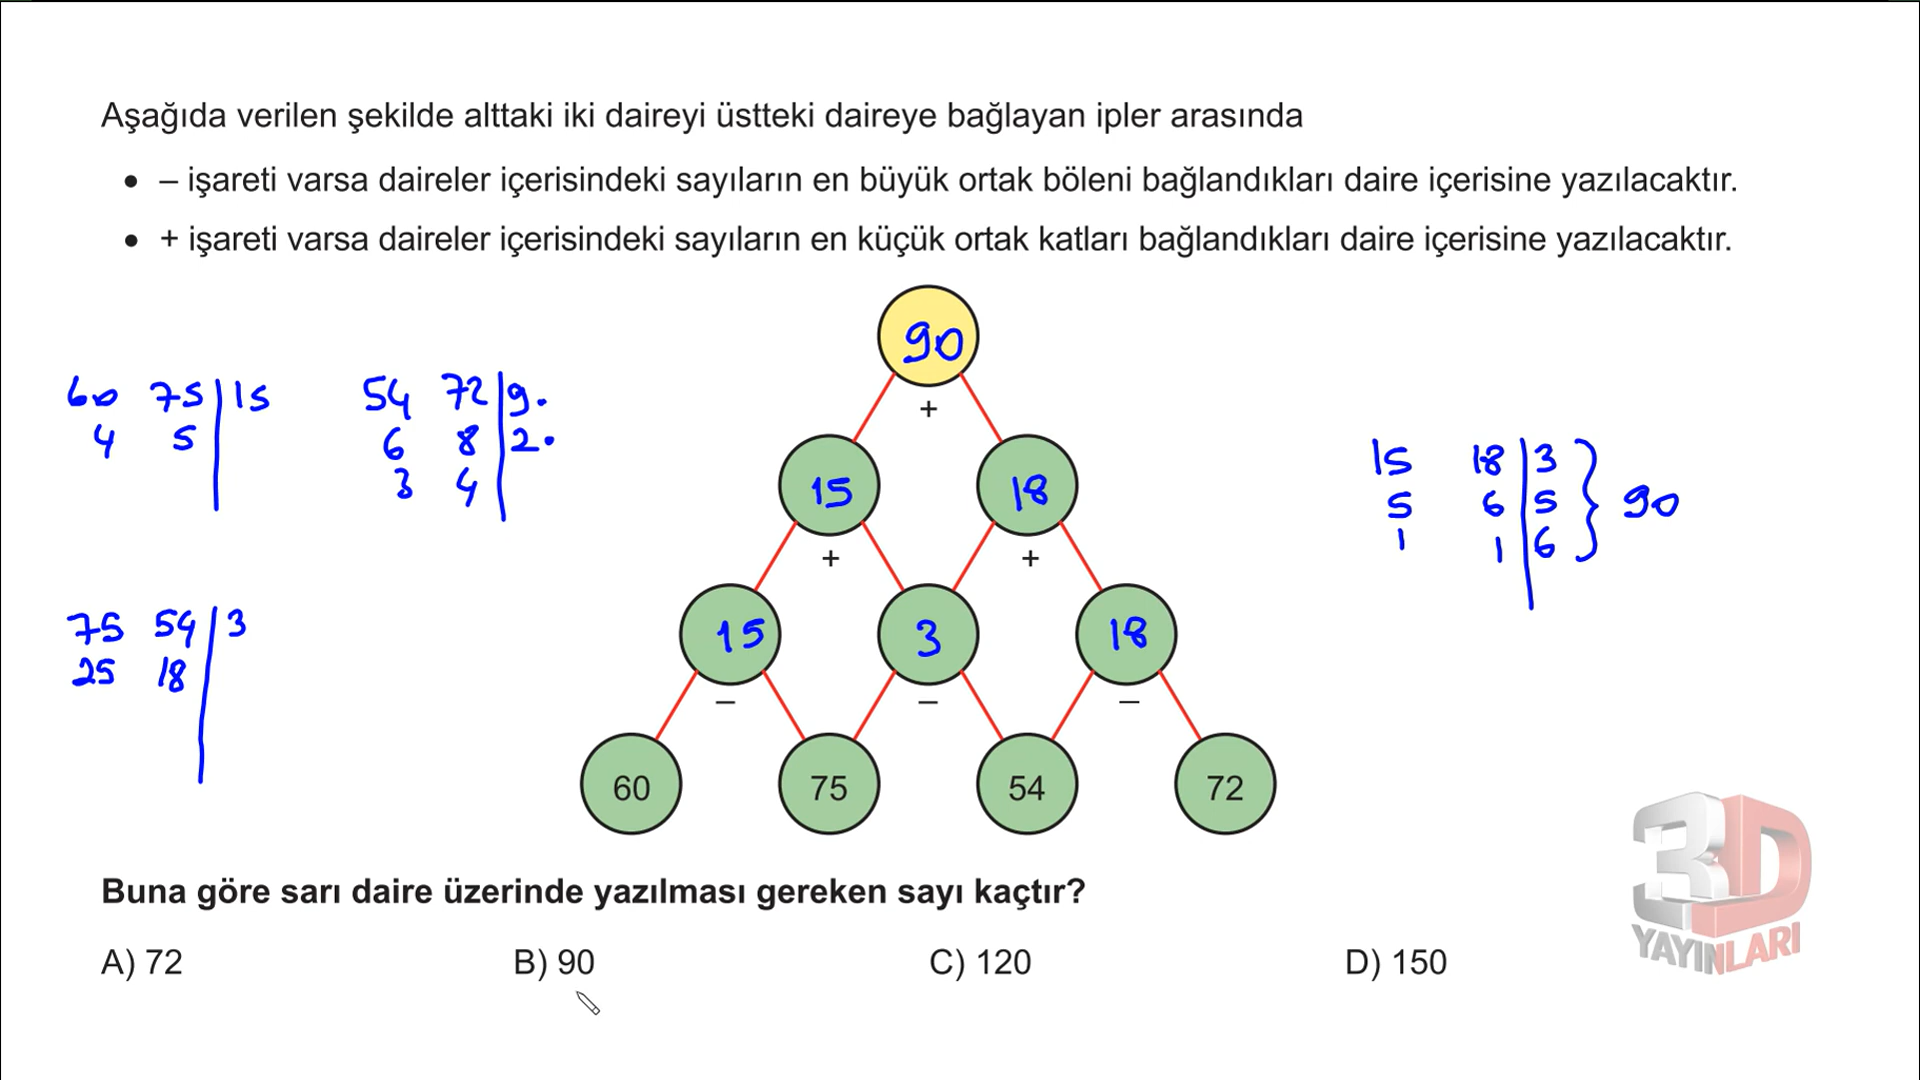 Aşağıda verilen şekilde alttaki iki daireyi üstteki daireye bağlayan ipler arasında
• – işareti varsa daireler içerisindeki sayıların en büyük ortak böleni bağlandıkları daire içerisine yazılacaktır.
• + işareti varsa daireler içerisindeki sayıların en küçük ortak katları bağlandıkları daire içerisine yazılacaktır.
90
+
60 75 | 15
4 5
54 72 | 9.
6 8 | 2.
3 4
15 18
+ +
15 18 | 3
5 6 | 5
1 1 | 6
} 90
75 54 | 3
25 18
15 3 18
– – –
60 75 54 72
Buna göre sarı daire üzerinde yazılması gereken sayı kaçtır?
A) 72 B) 90 C) 120 D) 150
3D
YAYINLARI